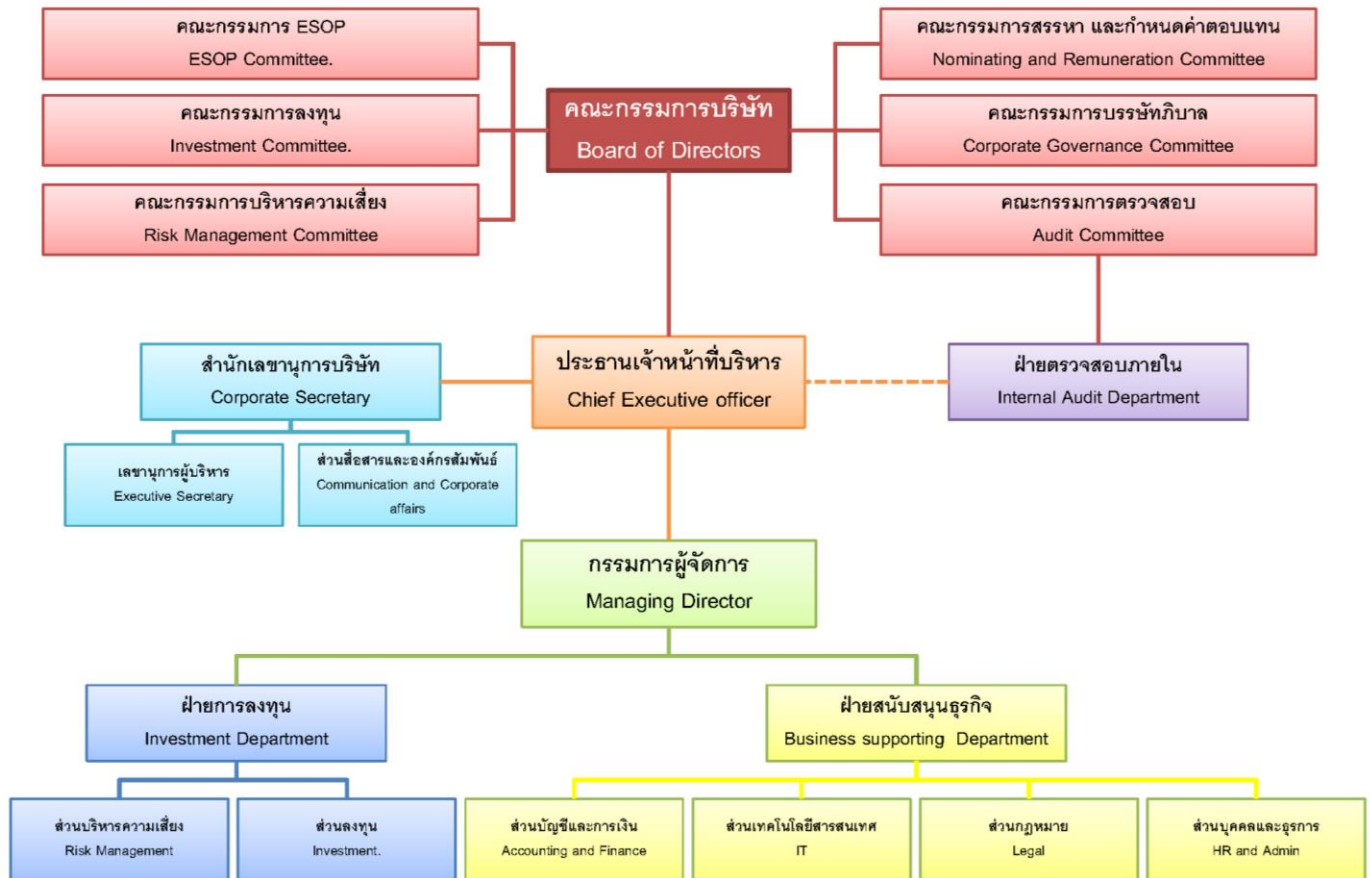 คณะกรรมการ ESOP
ESOP Committee.
คณะกรรมการสรรหา และกำหนดค่าตอบแทน
Nominating and Remuneration Committee
คณะกรรมการบริษัท
Board of Directors
คณะกรรมการลงทุน
Investment Committee.
คณะกรรมการบรรษัทภิบาล
Corporate Governance Committee
คณะกรรมการบริหารความเสี่ยง
Risk Management Committee
คณะกรรมการตรวจสอบ
Audit Committee
สำนักเลขานุการบริษัท
Corporate Secretary
ประธานเจ้าหน้าที่บริหาร
Chief Executive officer
ฝ่ายตรวจสอบภายใน
Internal Audit Department
เลขานุการผู้บริหาร
Executive Secretary
ส่วนสื่อสารและองค์กรสัมพันธ์
Communication and Corporate
affairs
กรรมการผู้จัดการ
Managing Director
ฝ่ายการลงทุน
Investment Department
ฝ่ายสนับสนุนธุรกิจ
Business supporting Department
ส่วนบริหารความเสี่ยง
Risk Management
ส่วนลงทุน
Investment.
ส่วนบัญชีและการเงิน
Accounting and Finance
ส่วนเทคโนโลยีสารสนเทศ
IT
ส่วนกฎหมาย
Legal
ส่วนบุคคลและธุรการ
HR and Admin